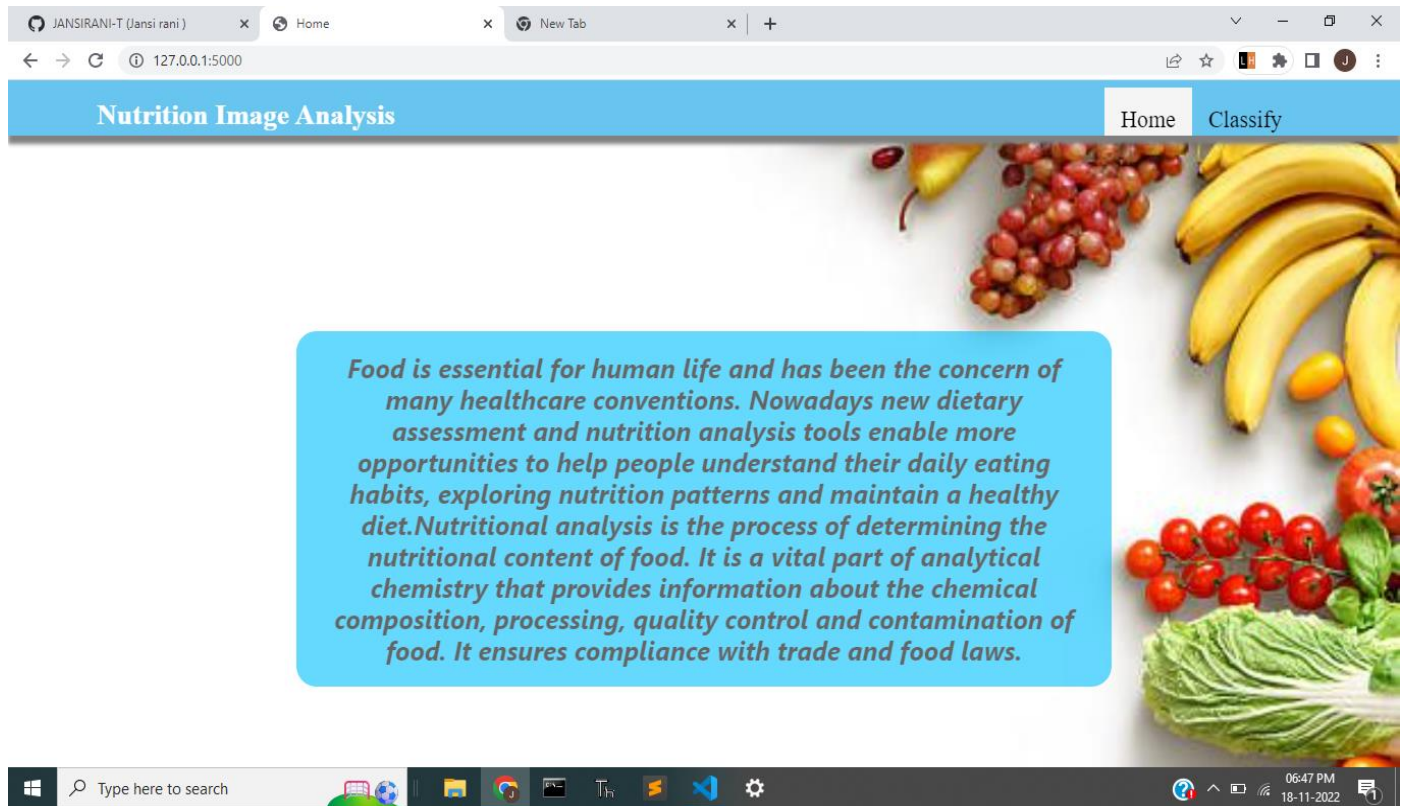 JANSIRANI-T (Jansi rani )
Home
New Tab
127.0.0.1:5000
J
Nutrition Image Analysis
Home
Classify
Food is essential for human life and has been the concern of
many healthcare conventions. Nowadays new dietary
assessment and nutrition analysis tools enable more
opportunities to help people understand their daily eating
habits, exploring nutrition patterns and maintain a healthy
diet.Nutritional analysis is the process of determining the
nutritional content of food. It is a vital part of analytical
chemistry that provides information about the chemical
composition, processing, quality control and contamination of
food. It ensures compliance with trade and food laws.
Type here to search
06:47 PM
18-11-2022